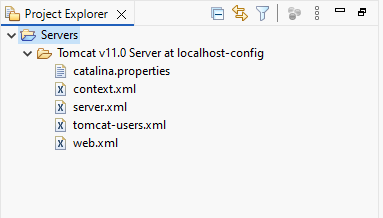 Project Explorer
Servers
Tomcat v11.0 Server at localhost-config
catalina.properties
context.xml
server.xml
tomcat-users.xml
web.xml